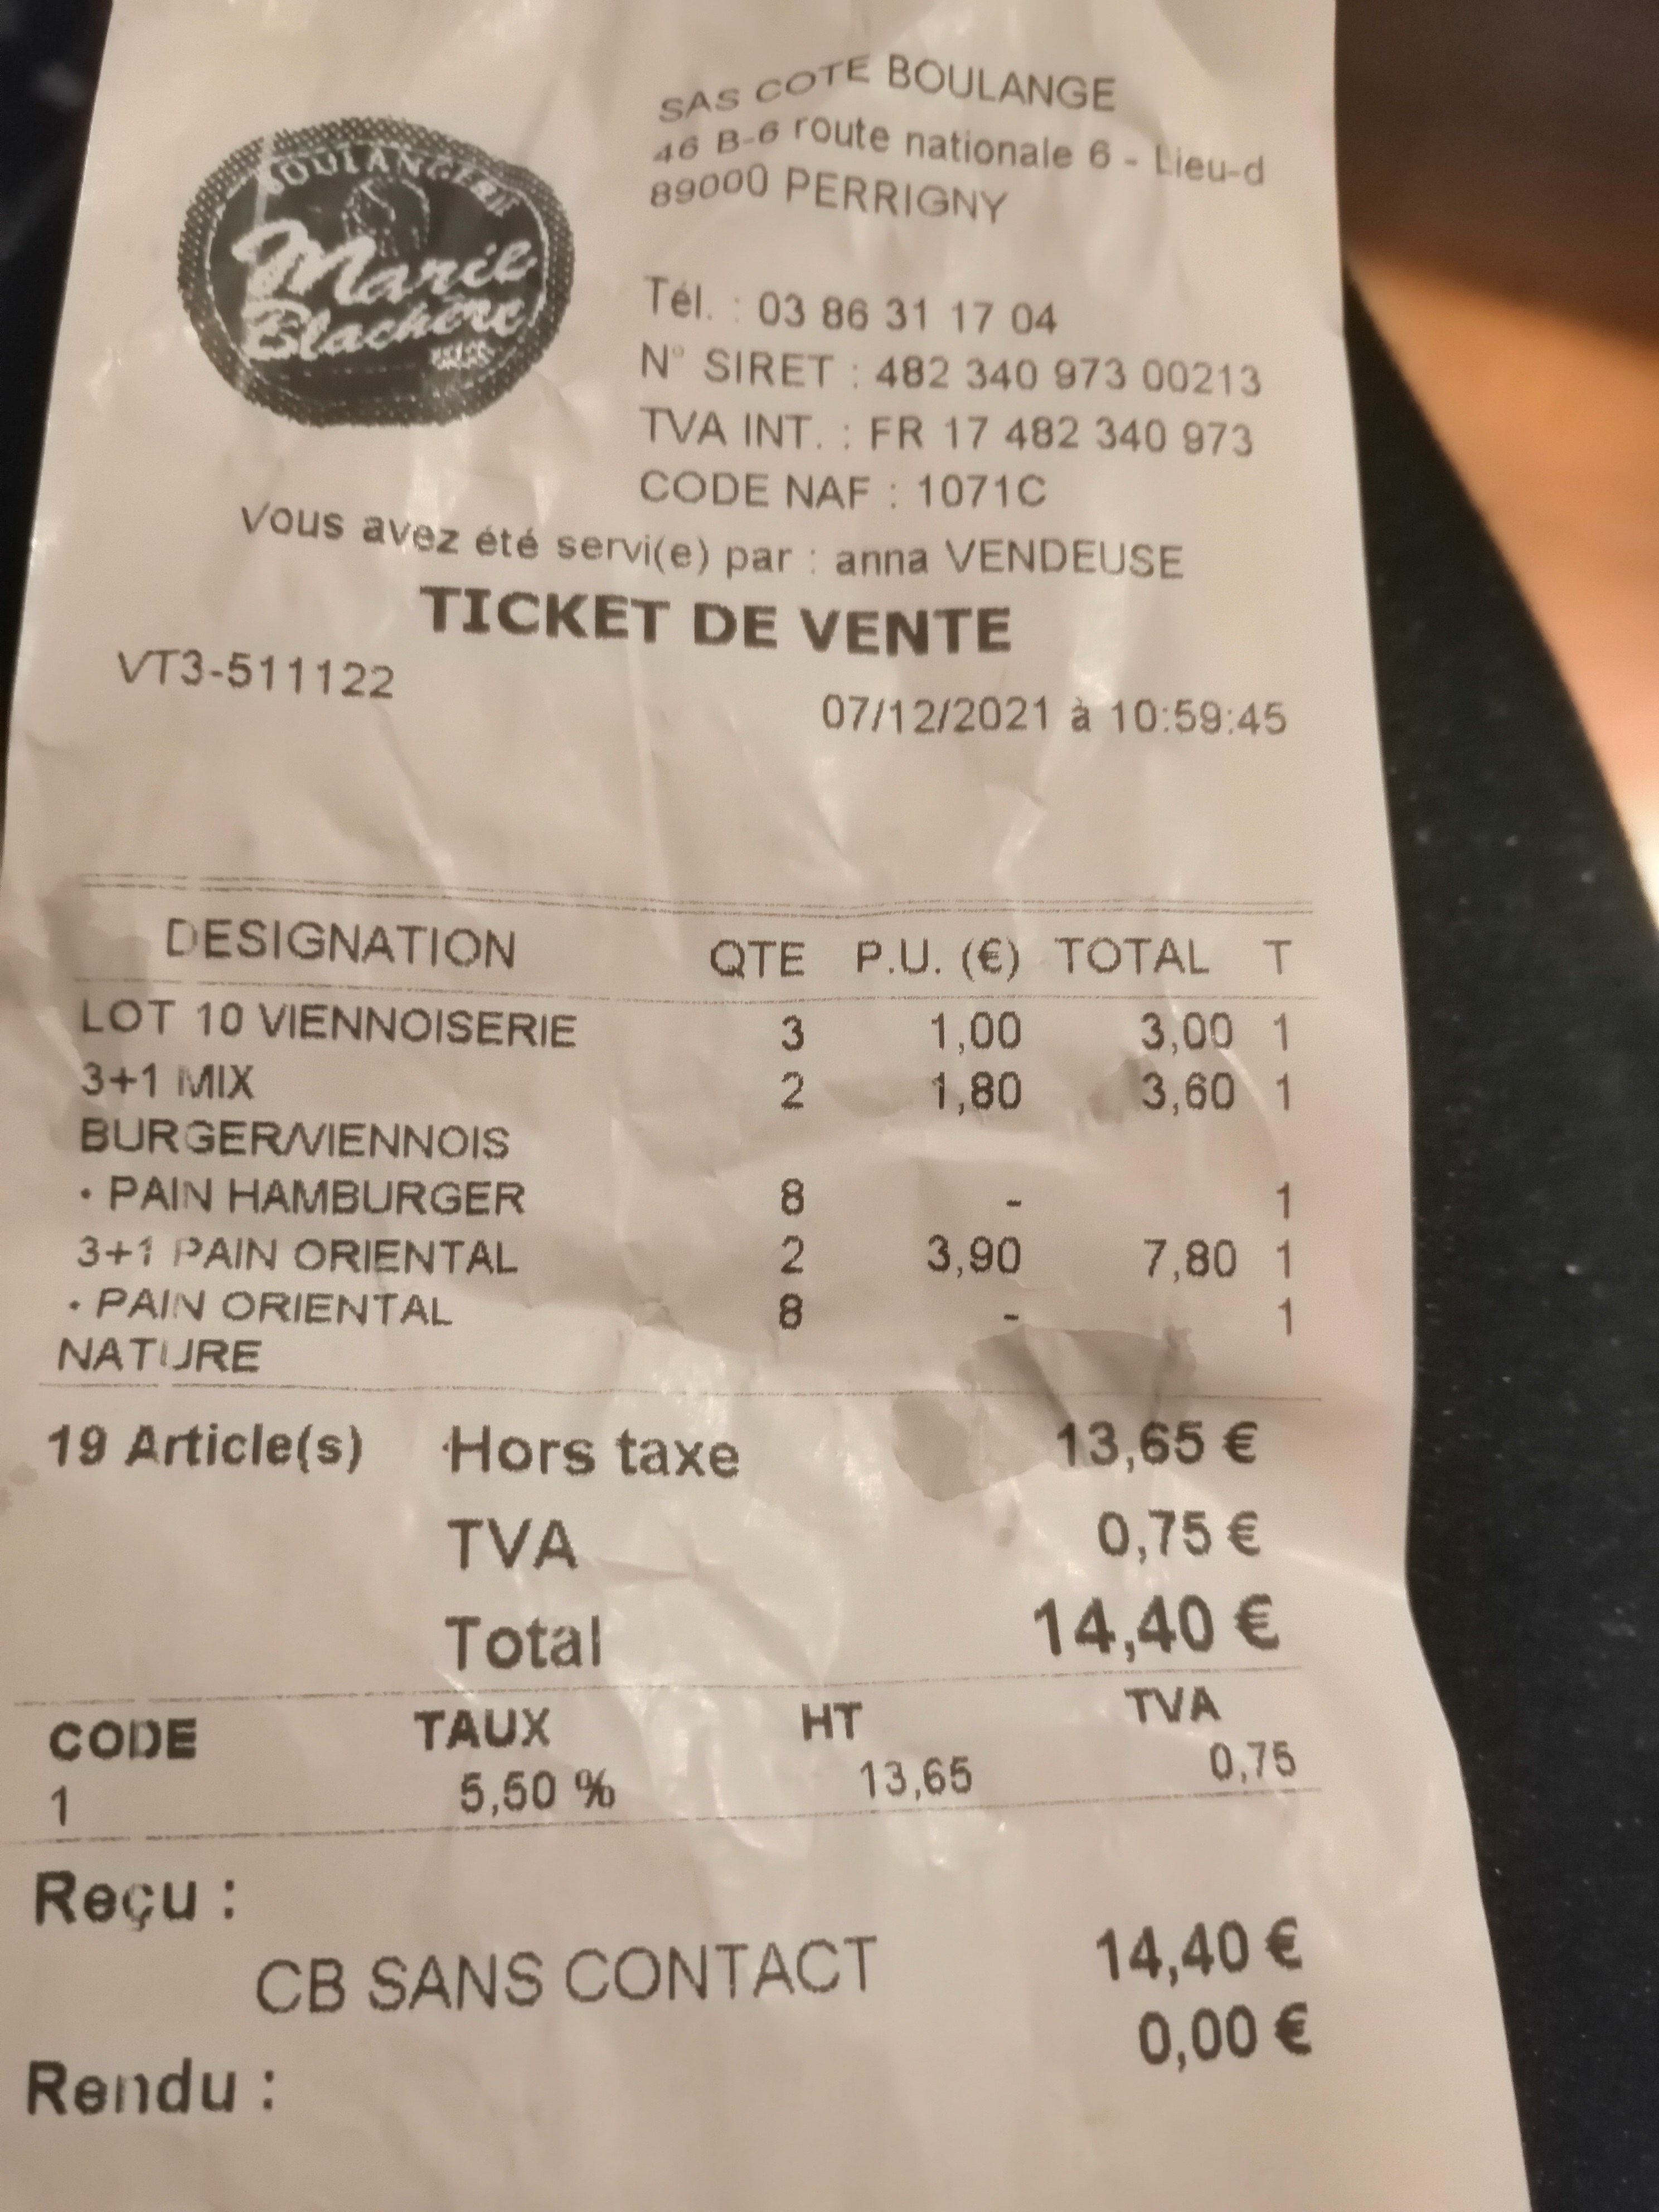 BOULANGERIE
Marie
Blachère
SAS COTE BOULANGE
46 B-6 route nationale 6 - Lieu-d
89000 PERRIGNY
Tél. : 03 86 31 17 04
N° SIRET : 482 340 973 00213
TVA INT. : FR 17 482 340 973
CODE NAF : 1071C
Vous avez été servi(e) par : anna VENDEUSE
TICKET DE VENTE
VT3-511122
07/12/2021 à 10:59:45
DESIGNATION QTE P.U. (€) TOTAL T
LOT 10 VIENNOISERIE 3 1,00 3,00 1
3+1 MIX 2 1,80 3,60 1
BURGER/VIENNOIS
• PAIN HAMBURGER 8 - 1
3+1 PAIN ORIENTAL 2 3,90 7,80 1
• PAIN ORIENTAL 8 - 1
NATURE
19 Article(s) Hors taxe 13,65 €
TVA 0,75 €
Total 14,40 €
CODE TAUX HT TVA
1 5,50 % 13,65 0,75
Reçu :
CB SANS CONTACT 14,40 €
0,00 €
Rendu :